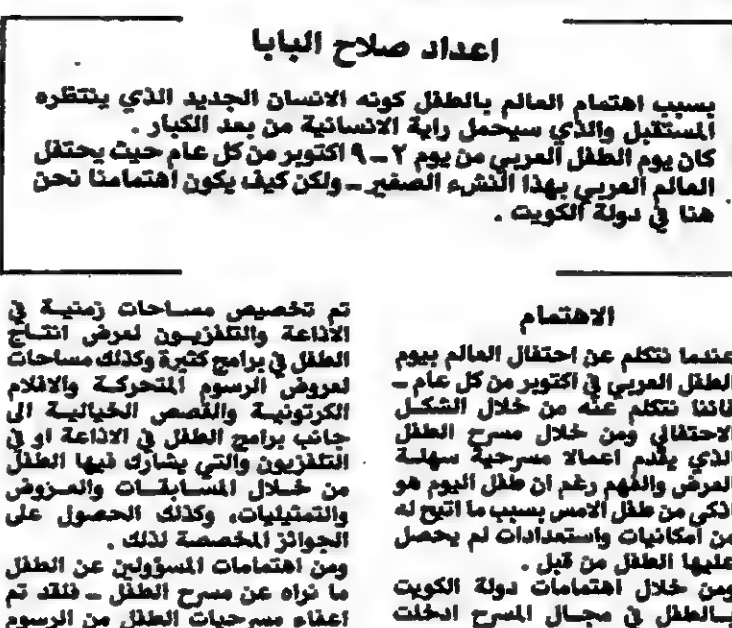 اعداد صلاح البابا
بسبب اهتمام العالم بالطفل كونه الانسان الجديد الذي ينتظره
المستقبل والذي سيحمل راية الانسانية من بعد الكبار .
كان يوم الطفل العربي من يوم ٢ ــ ٩ اكتوبر من كل عام حيث يحتفل
العالم العربي بهذا النشء الصغير ــ ولكن كيف يكون اهتمامنا نحن
هنا في دولة الكويت .
الاهتمام
عندما نتكلم عن احتفال العالم بيوم
الطفل العربي في اكتوبر من كل عام ــ
فاننا نتكلم عنه من خلال الشكل
الاحتفالي ومن خلال مسرح الطفل
الذي يقدم اعمالا مسرحية سهلة
العرض والفهم رغم ان طفل اليوم هو
اذكى من طفل الامس بسبب ما اتيح له
من امكانيات واستعدادات لم يحصل
عليها الطفل من قبل .
ومن خلال اهتمامات دولة الكويت
بالطفل في مجال المسرح ادخلت
تم تخصيص مساحات زمنية في
الاذاعة والتلفزيون لعرض انتاج
الطفل في برامج كثيرة وكذلك مساحات
لعروض الرسوم المتحركة والافلام
الكرتونية والقصص الخيالية الى
جانب برامج الطفل في الاذاعة او في
التلفزيون والتي يشارك فيها الطفل
من خلال المسابقات والعروض
والتمثيليات، وكذلك الحصول على
الجوائز المخصصة لذلك .
ومن اهتمامات المسؤولين عن الطفل
ما نراه عن مسرح الطفل ــ فلقد تم
اعفاء مسرحيات الطفل من الرسوم